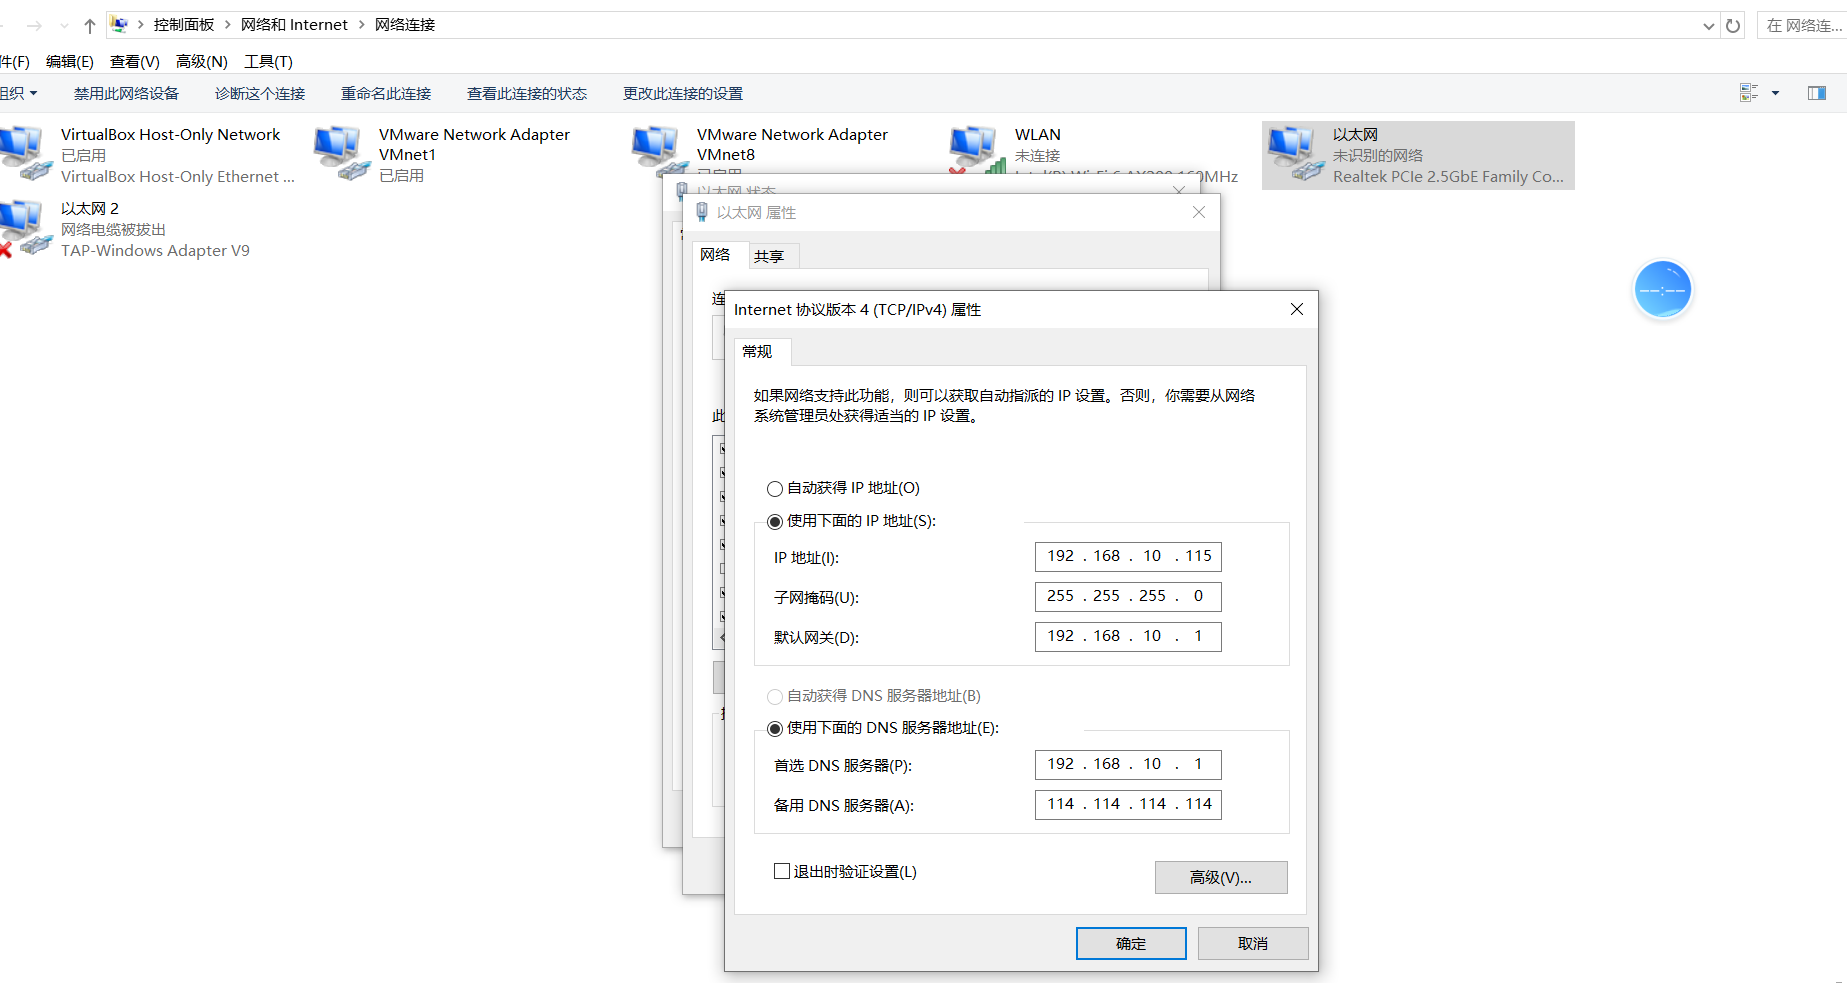 控制面板 网络和 Internet 网络连接
在 网络连...
件(F) 编辑(E) 查看(V) 高级(N) 工具(T)
组织 禁用此网络设备 诊断这个连接 重命名此连接 查看此连接的状态 更改此连接的设置
VirtualBox Host-Only Network
已启用
VirtualBox Host-Only Ethernet ...
VMware Network Adapter
VMnet1
已启用
VMware Network Adapter
VMnet8
已启用
WLAN
未连接
Intel(R) Wi-Fi 6 AX200 160MHz
以太网
未识别的网络
Realtek PCIe 2.5GbE Family Co...
以太网 2
网络电缆被拔出
TAP-Windows Adapter V9
以太网 状态
以太网 属性
网络 共享
连
此
Internet 协议版本 4 (TCP/IPv4) 属性
常规
如果网络支持此功能，则可以获取自动指派的 IP 设置。否则，你需要从网络
系统管理员处获得适当的 IP 设置。
自动获得 IP 地址(O)
使用下面的 IP 地址(S):
IP 地址(I): 192 . 168 . 10 . 115
子网掩码(U): 255 . 255 . 255 . 0
默认网关(D): 192 . 168 . 10 . 1
自动获得 DNS 服务器地址(B)
使用下面的 DNS 服务器地址(E):
首选 DNS 服务器(P): 192 . 168 . 10 . 1
备用 DNS 服务器(A): 114 . 114 . 114 . 114
退出时验证设置(L)
高级(V)...
确定 取消
--:--